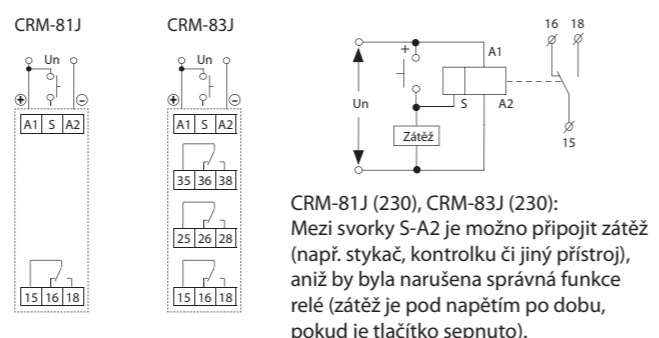 CRM-81J
CRM-83J
Un
Un
A1 S A2
A1 S A2
35 36 38
25 26 28
15 16 18
15 16 18
16 18
A1
Un
S
A2
Zátěž
15
CRM-81J (230), CRM-83J (230):
Mezi svorky S-A2 je možno připojit zátěž
(např. stykač, kontrolku či jiný přístroj),
aniž by byla narušena správná funkce
relé (zátěž je pod napětím po dobu,
pokud je tlačítko sepnuto).